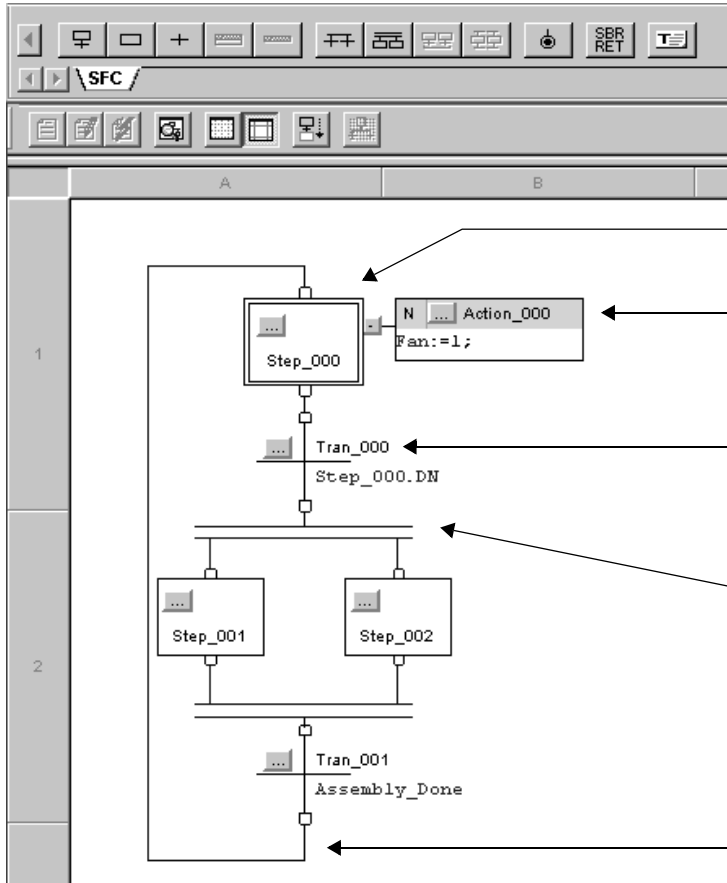 SBR
RET
T
SFC
A B
1
N ... Action_000
...
-
Fan:=1;
Step_000
... Tran_000
Step_000.DN
... ...
Step_001 Step_002
2
... Tran_001
Assembly_Done